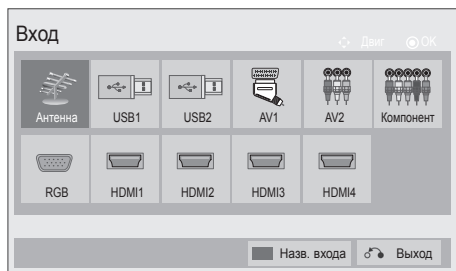 Вход
Двиг OK
Антенна USB1 USB2 AV1 AV2 Компонент
RGB HDMI1 HDMI2 HDMI3 HDMI4
Назв. входа Выход